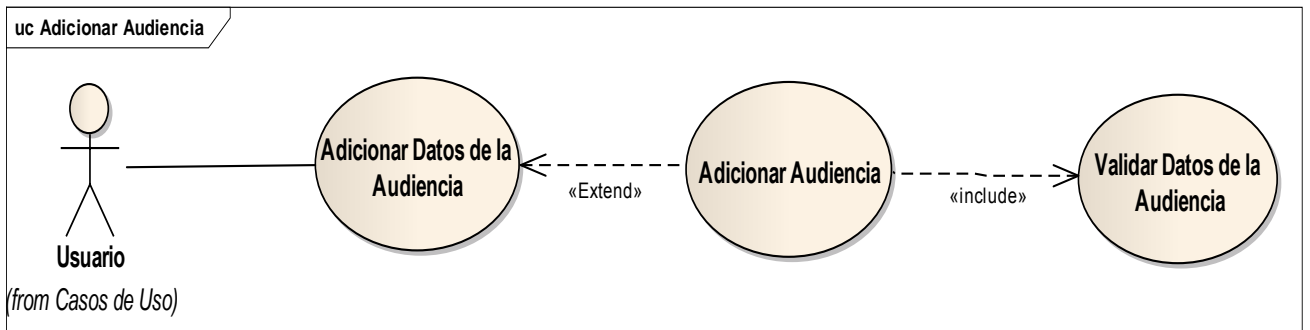 uc Adicionar Audiencia
Usuario
(from Casos de Uso)
Adicionar Datos de la
Audiencia
«Extend»
Adicionar Audiencia
«include»
Validar Datos de la
Audiencia